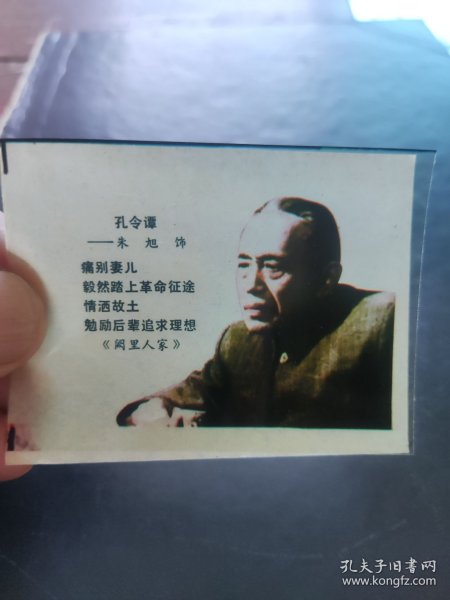 孔令谭
——朱 旭 饰
痛别妻儿
毅然踏上革命征途
情洒故土
勉励后辈追求理想
《阙里人家》
孔夫子旧书网
www.kongfz.com